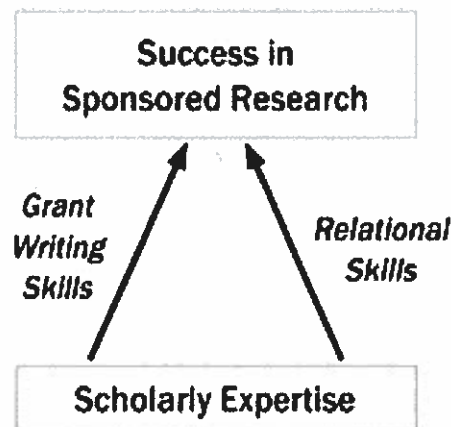 Success in
Sponsored Research
Grant
Writing
Skills
Relational
Skills
Scholarly Expertise